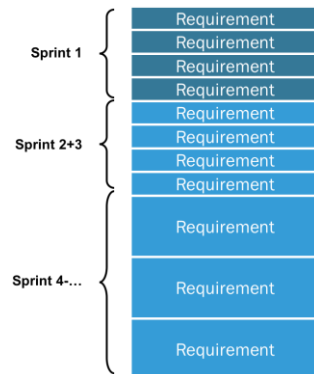 Sprint 1
Requirement
Requirement
Requirement
Requirement
Sprint 2+3
Requirement
Requirement
Requirement
Requirement
Sprint 4-...
Requirement
Requirement
Requirement